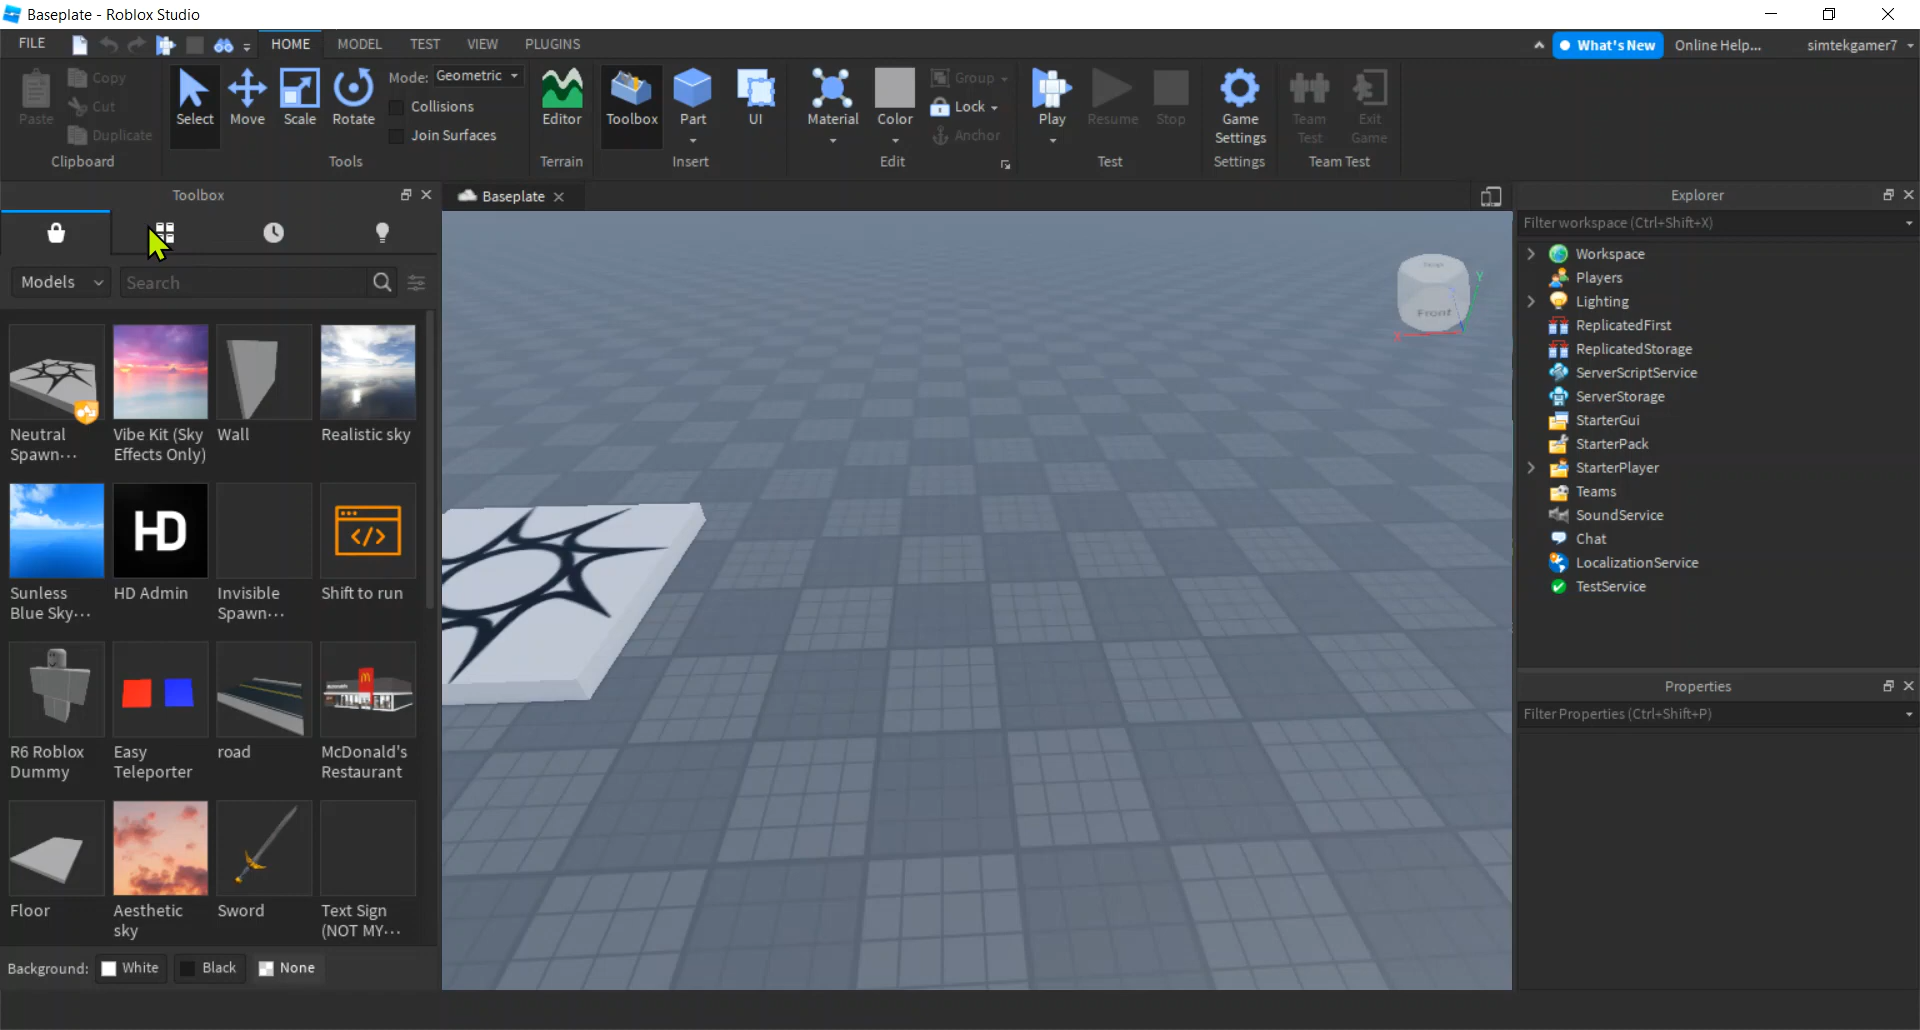 Baseplate - Roblox Studio
FILE
HOME
MODEL
TEST
VIEW
PLUGINS
What's New
Online Help...
simtekgamer7
Paste
Copy
Cut
Duplicate
Clipboard
Select
Move
Scale
Rotate
Mode: Geometric
Collisions
Join Surfaces
Tools
Editor
Terrain
Toolbox
Part
UI
Insert
Material
Color
Group
Lock
Anchor
Edit
Play
Resume
Stop
Test
Game
Settings
Settings
Team
Test
Exit
Game
Team Test
Toolbox
Models
Search
Neutral
Spawn...
Vibe Kit (Sky
Effects Only)
Wall
Realistic sky
Sunless
Blue Sky...
HD
HD Admin
Invisible
Spawn...
Shift to run
R6 Roblox
Dummy
Easy
Teleporter
road
McDonald's
Restaurant
Floor
Aesthetic
sky
Sword
Text Sign
(NOT MY...
Background: White Black None
Baseplate
Top
Front
X
Y
Explorer
Filter workspace (Ctrl+Shift+X)
Workspace
Players
Lighting
ReplicatedFirst
ReplicatedStorage
ServerScriptService
ServerStorage
StarterGui
StarterPack
StarterPlayer
Teams
SoundService
Chat
LocalizationService
TestService
Properties
Filter Properties (Ctrl+Shift+P)